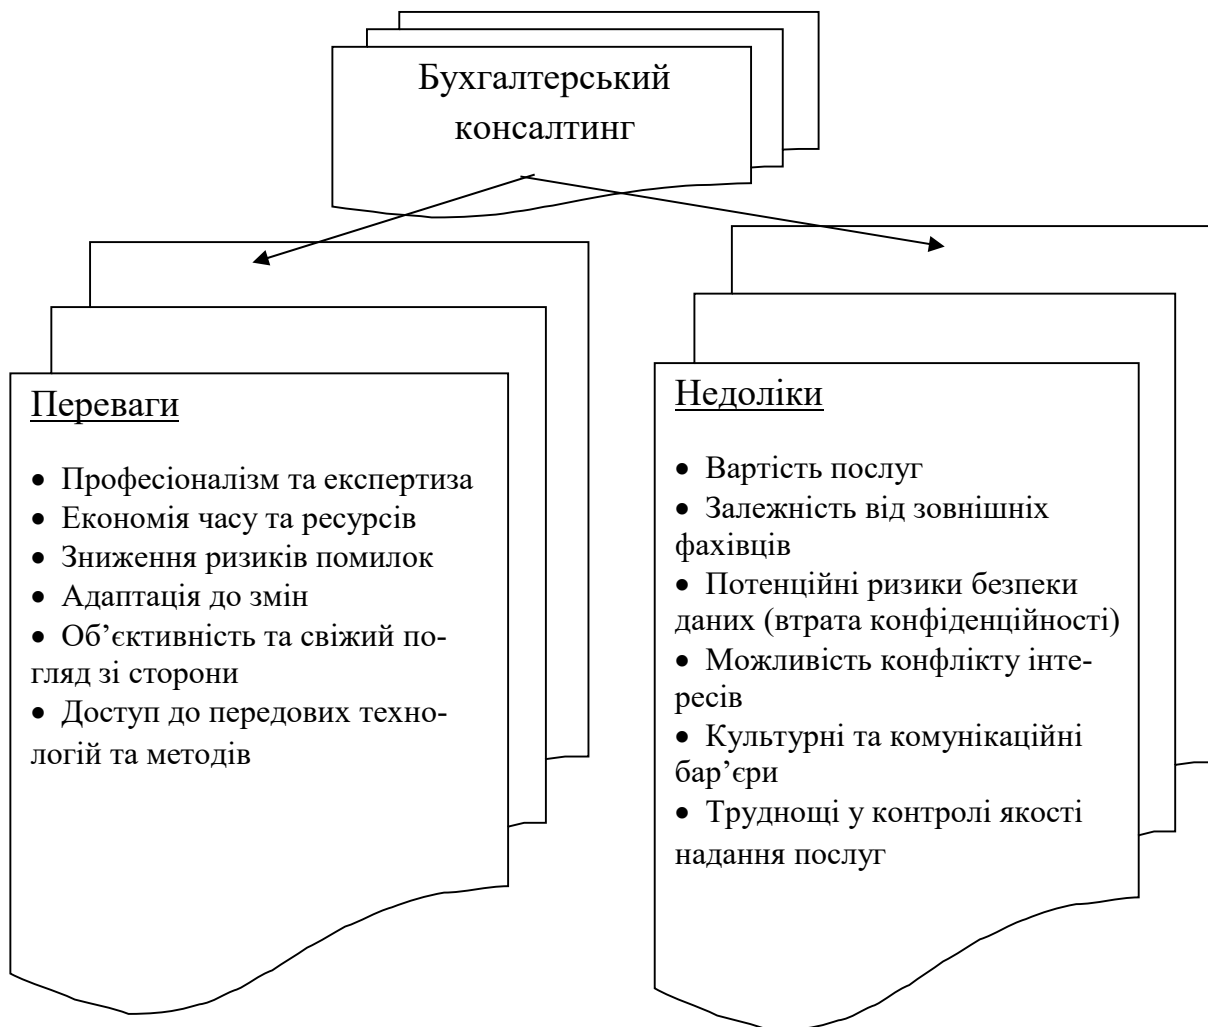 Бухгалтерський
консалтинг
Переваги
• Професіоналізм та експертиза
• Економія часу та ресурсів
• Зниження ризиків помилок
• Адаптація до змін
• Об’єктивність та свіжий по-
гляд зі сторони
• Доступ до передових техно-
логій та методів
Недоліки
• Вартість послуг
• Залежність від зовнішніх
фахівців
• Потенційні ризики безпеки
даних (втрата конфіденційності)
• Можливість конфлікту інте-
ресів
• Культурні та комунікаційні
бар’єри
• Труднощі у контролі якості
надання послуг